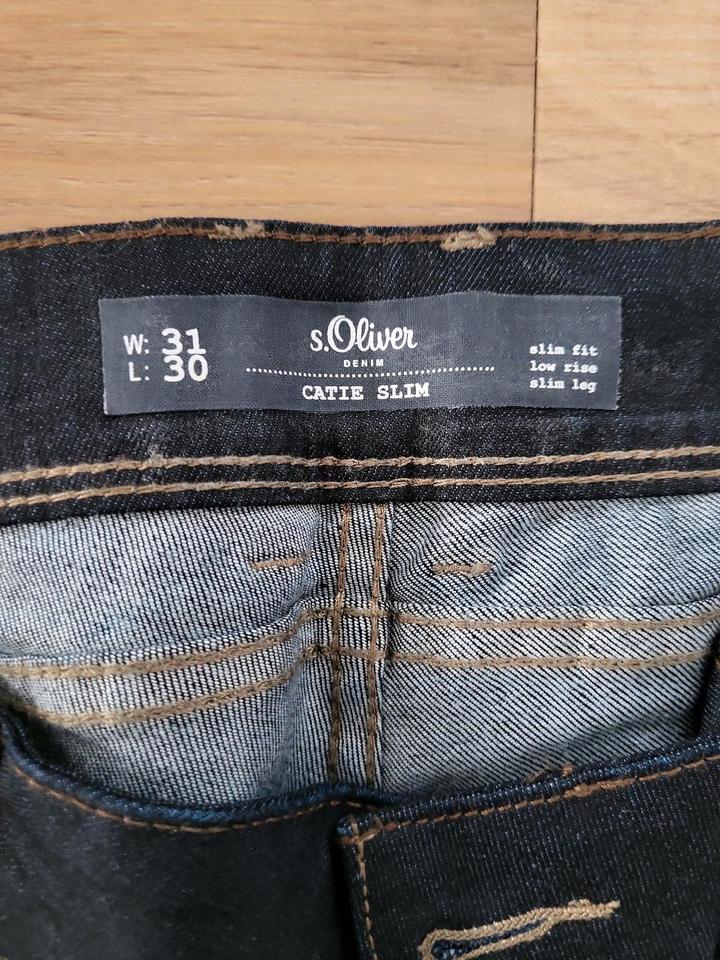 W: 31
L: 30
s.Oliver
DENIM
CATIE SLIM
slim fit
low rise
slim leg